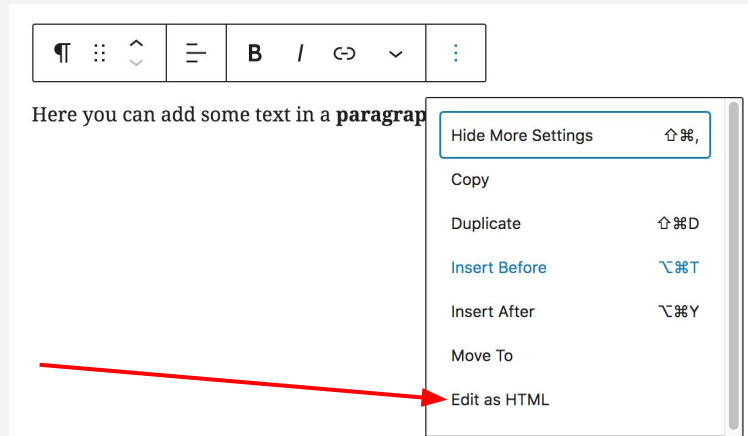 ¶ B I
Here you can add some text in a paragrap
Hide More Settings ⇧⌘,
Copy
Duplicate ⇧⌘D
Insert Before ⌥⌘T
Insert After ⌥⌘Y
Move To
Edit as HTML